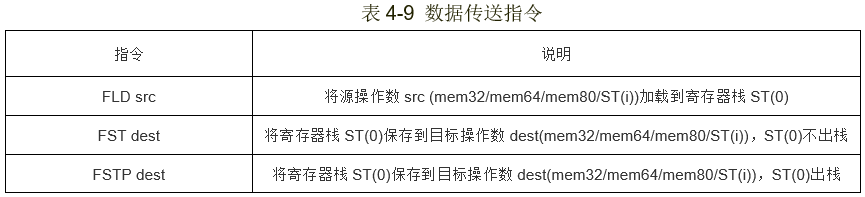 表 4-9 数据传送指令
指令 说明
FLD src 将源操作数 src (mem32/mem64/mem80/ST(i))加载到寄存器栈 ST(0)
FST dest 将寄存器栈 ST(0)保存到目标操作数 dest(mem32/mem64/mem80/ST(i))，ST(0)不出栈
FSTP dest 将寄存器栈 ST(0)保存到目标操作数 dest(mem32/mem64/mem80/ST(i))，ST(0)出栈